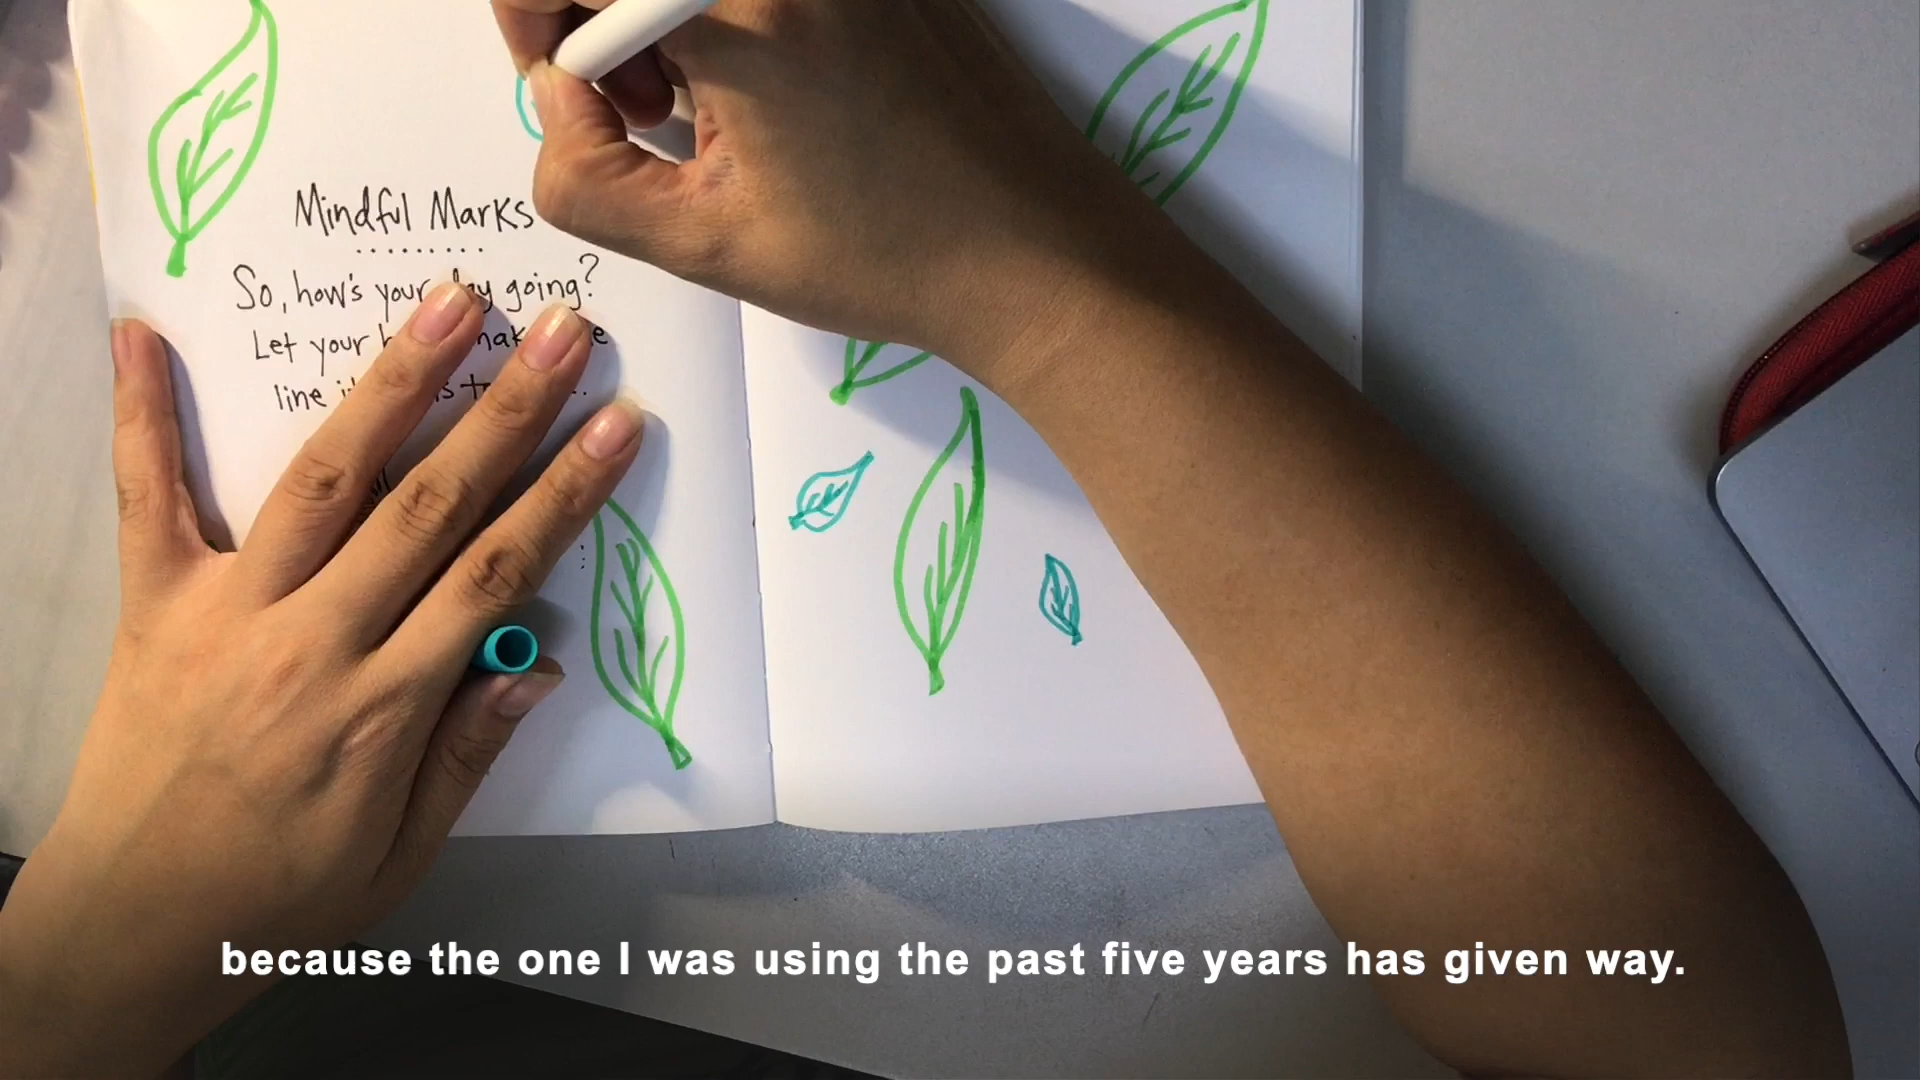 Mindful Marks
So, how's your going?
Let your
line
because the one I was using the past five years has given way.